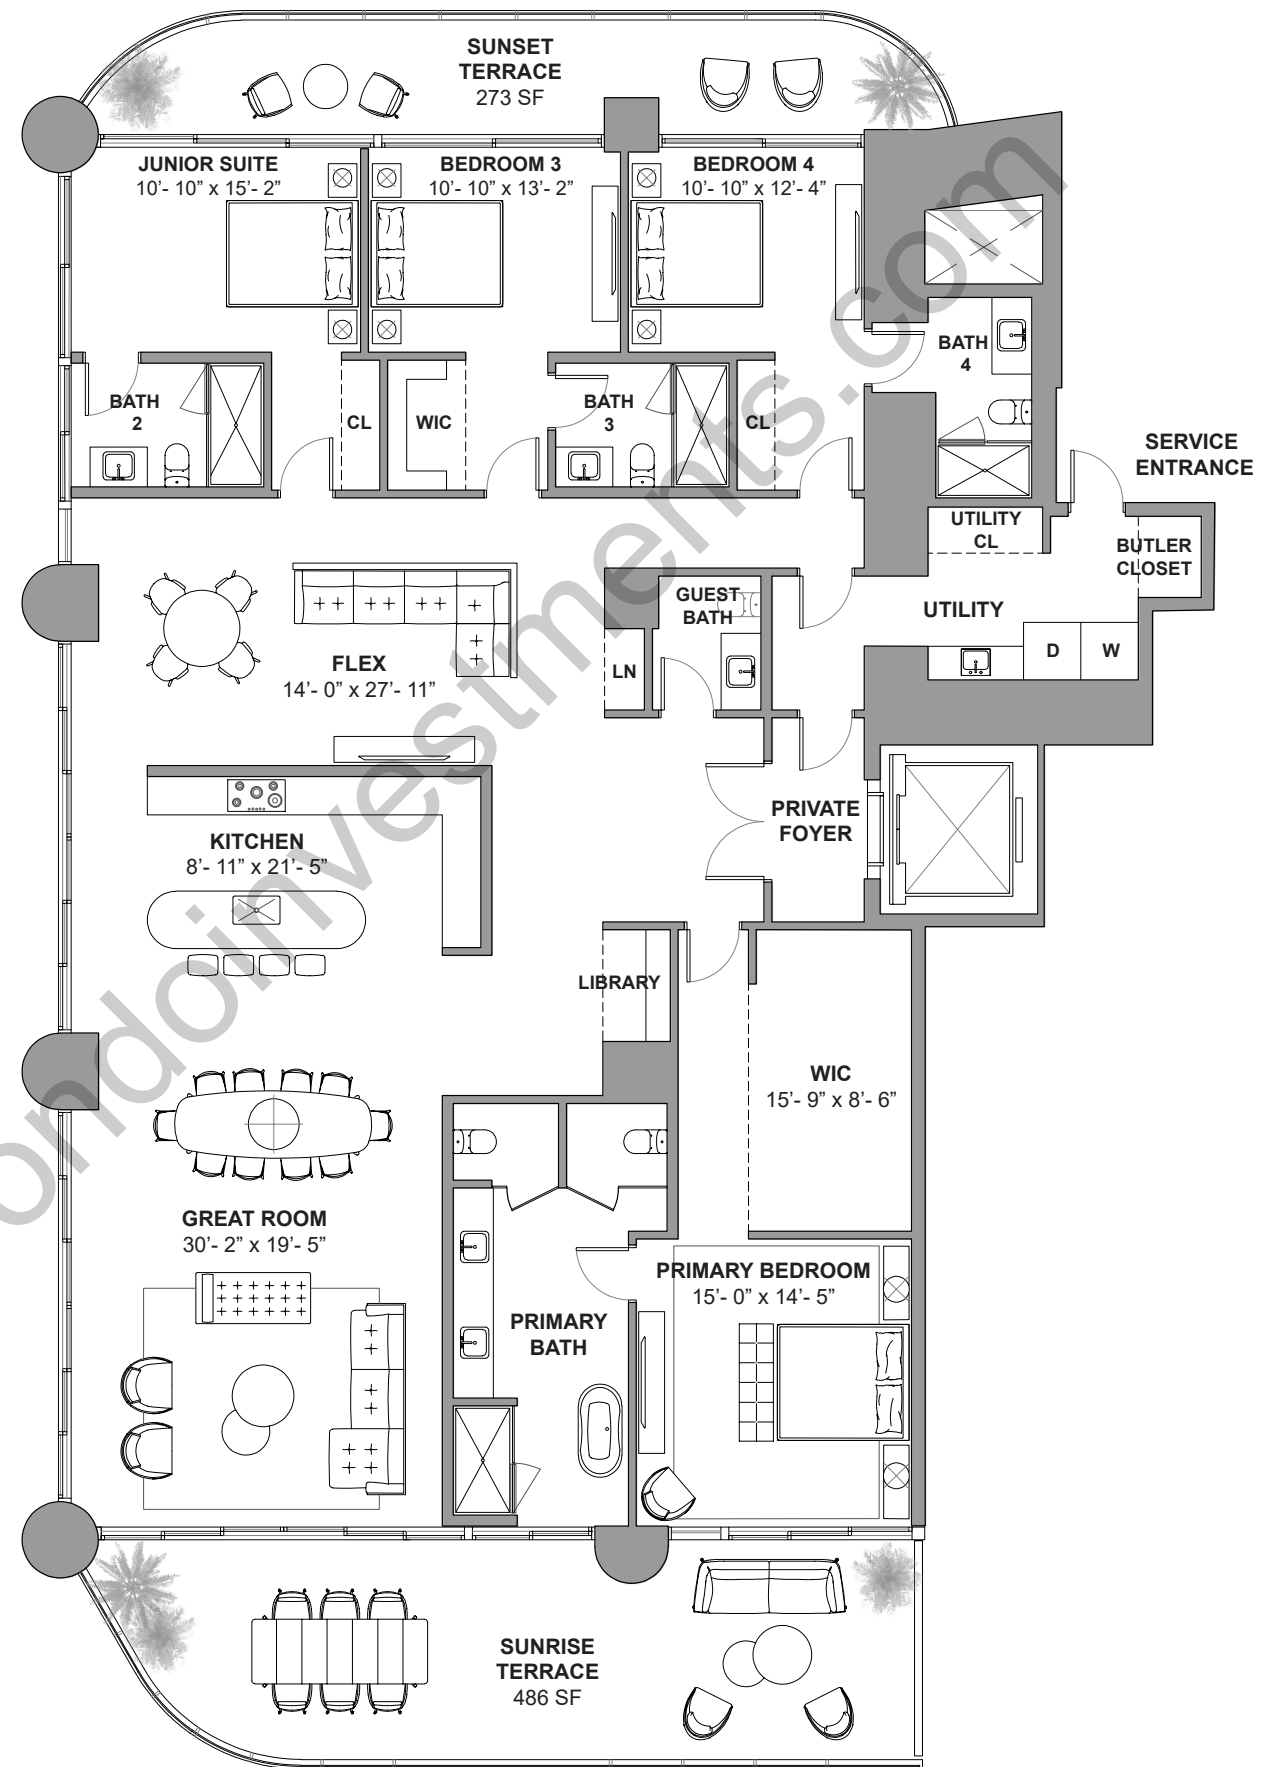 SUNSET
TERRACE
273 SF
JUNIOR SUITE
10’- 10” x 15’- 2”
BEDROOM 3
10’- 10” x 13’- 2”
BEDROOM 4
10’- 10” x 12’- 4”
BATH
2
CL
WIC
BATH
3
CL
BATH
4
SERVICE
ENTRANCE
UTILITY
CL
BUTLER
CLOSET
UTILITY
D
W
GUEST
BATH
LN
FLEX
14’- 0” x 27’- 11”
PRIVATE
FOYER
KITCHEN
8’- 11” x 21’- 5”
LIBRARY
WIC
15’- 9” x 8’- 6”
GREAT ROOM
30’- 2” x 19’- 5”
PRIMARY BEDROOM
15’- 0” x 14’- 5”
PRIMARY
BATH
SUNRISE
TERRACE
486 SF
ondoinvestments.com